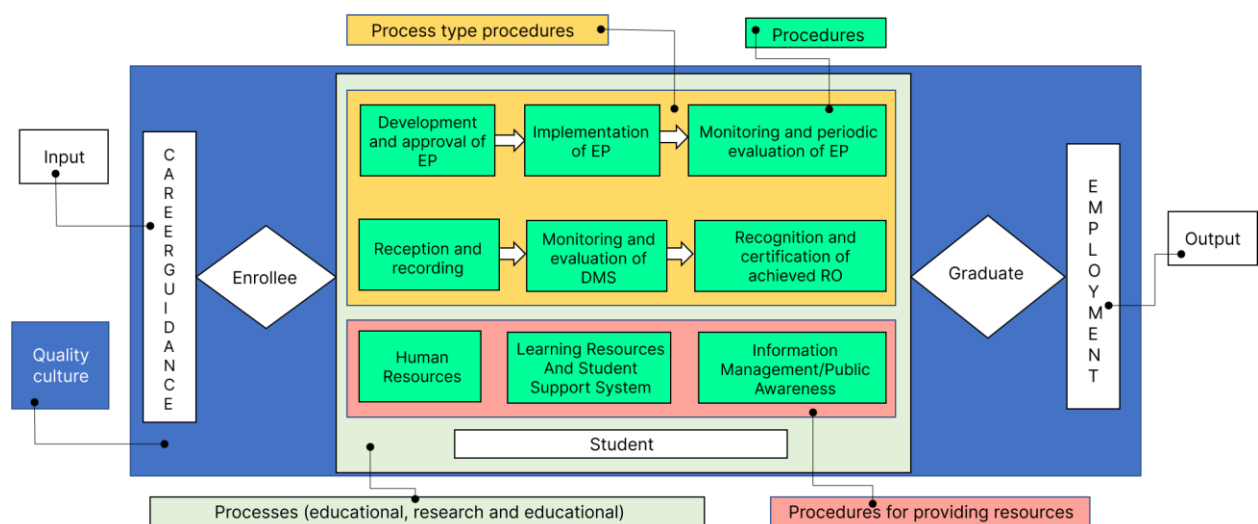 Process type procedures
Procedures
Input
CAREERGUIDANCE
Enrollee
Development
and approval of
EP
Implementation
of EP
Monitoring and periodic
evaluation of EP
Reception and
recording
Monitoring and
evaluation of
DMS
Recognition and
certification of
achieved RO
Human
Resources
Learning Resources
And Student
Support System
Information
Management/Public
Awareness
Student
Graduate
EMPLOYMENT
Output
Quality
culture
Processes (educational, research and educational)
Procedures for providing resources